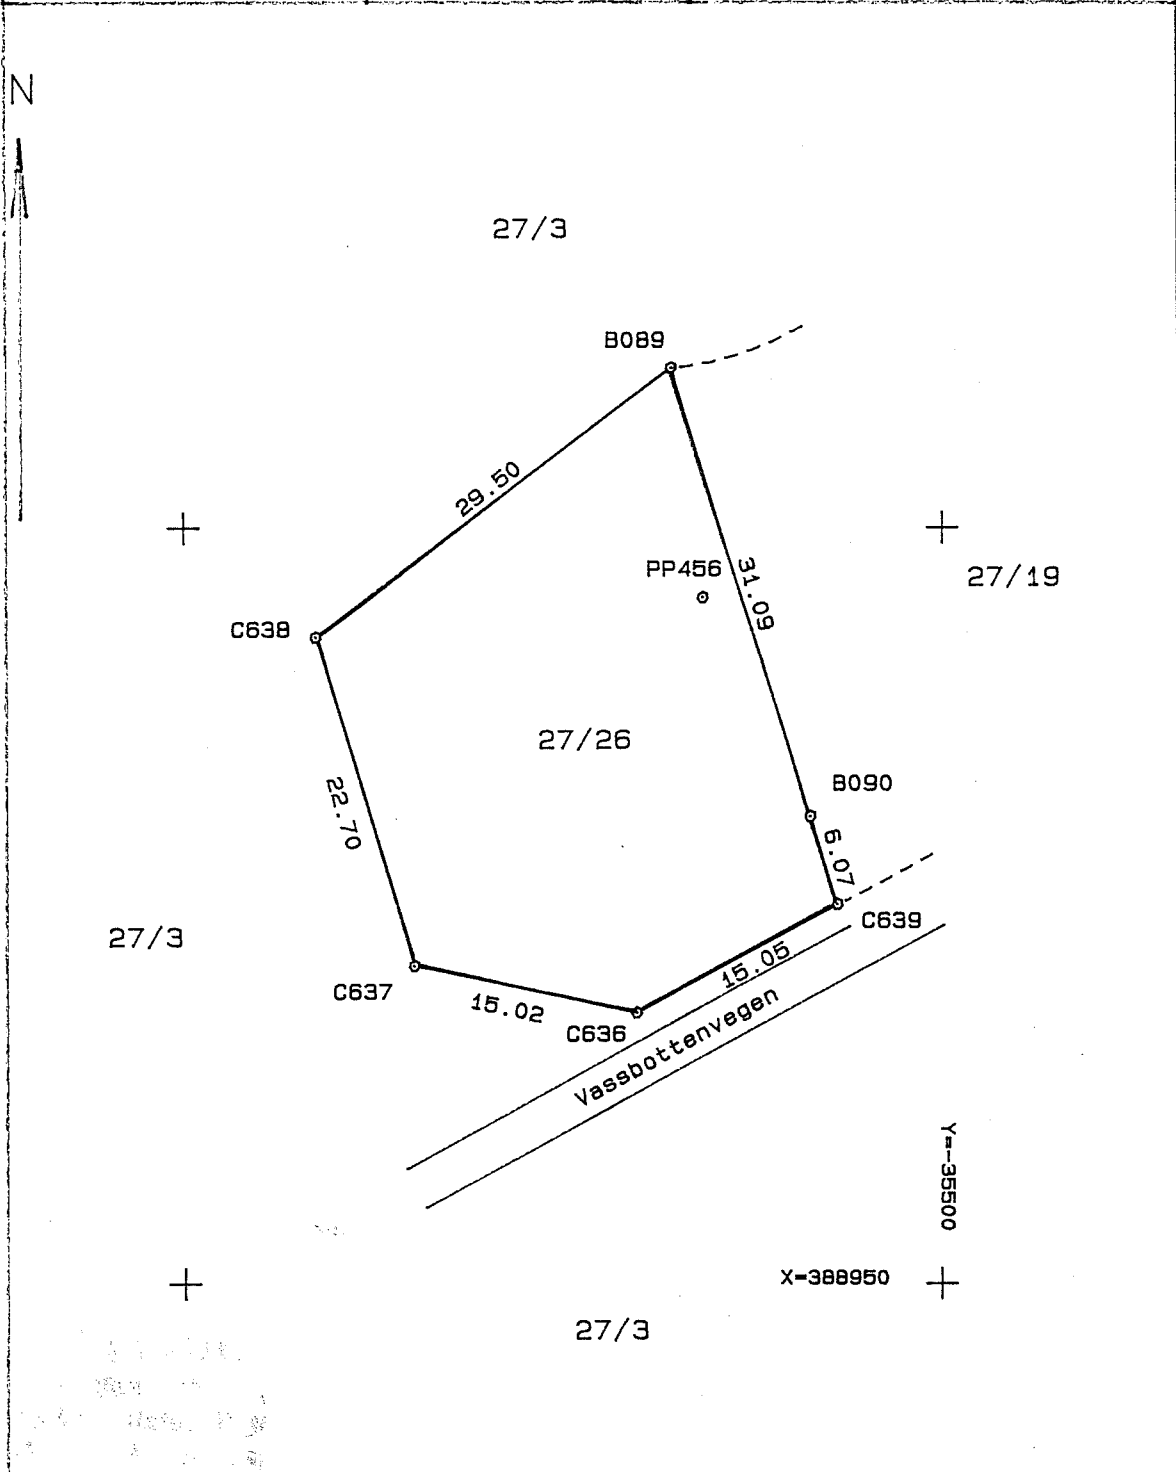 N
27/3
B089
29.50
PP456
31.09
27/19
C638
27/26
B090
22.70
6.07
C639
27/3
C637
15.02
C636
15.05
Vassbottenvegen
Y=-35500
X=388950
27/3